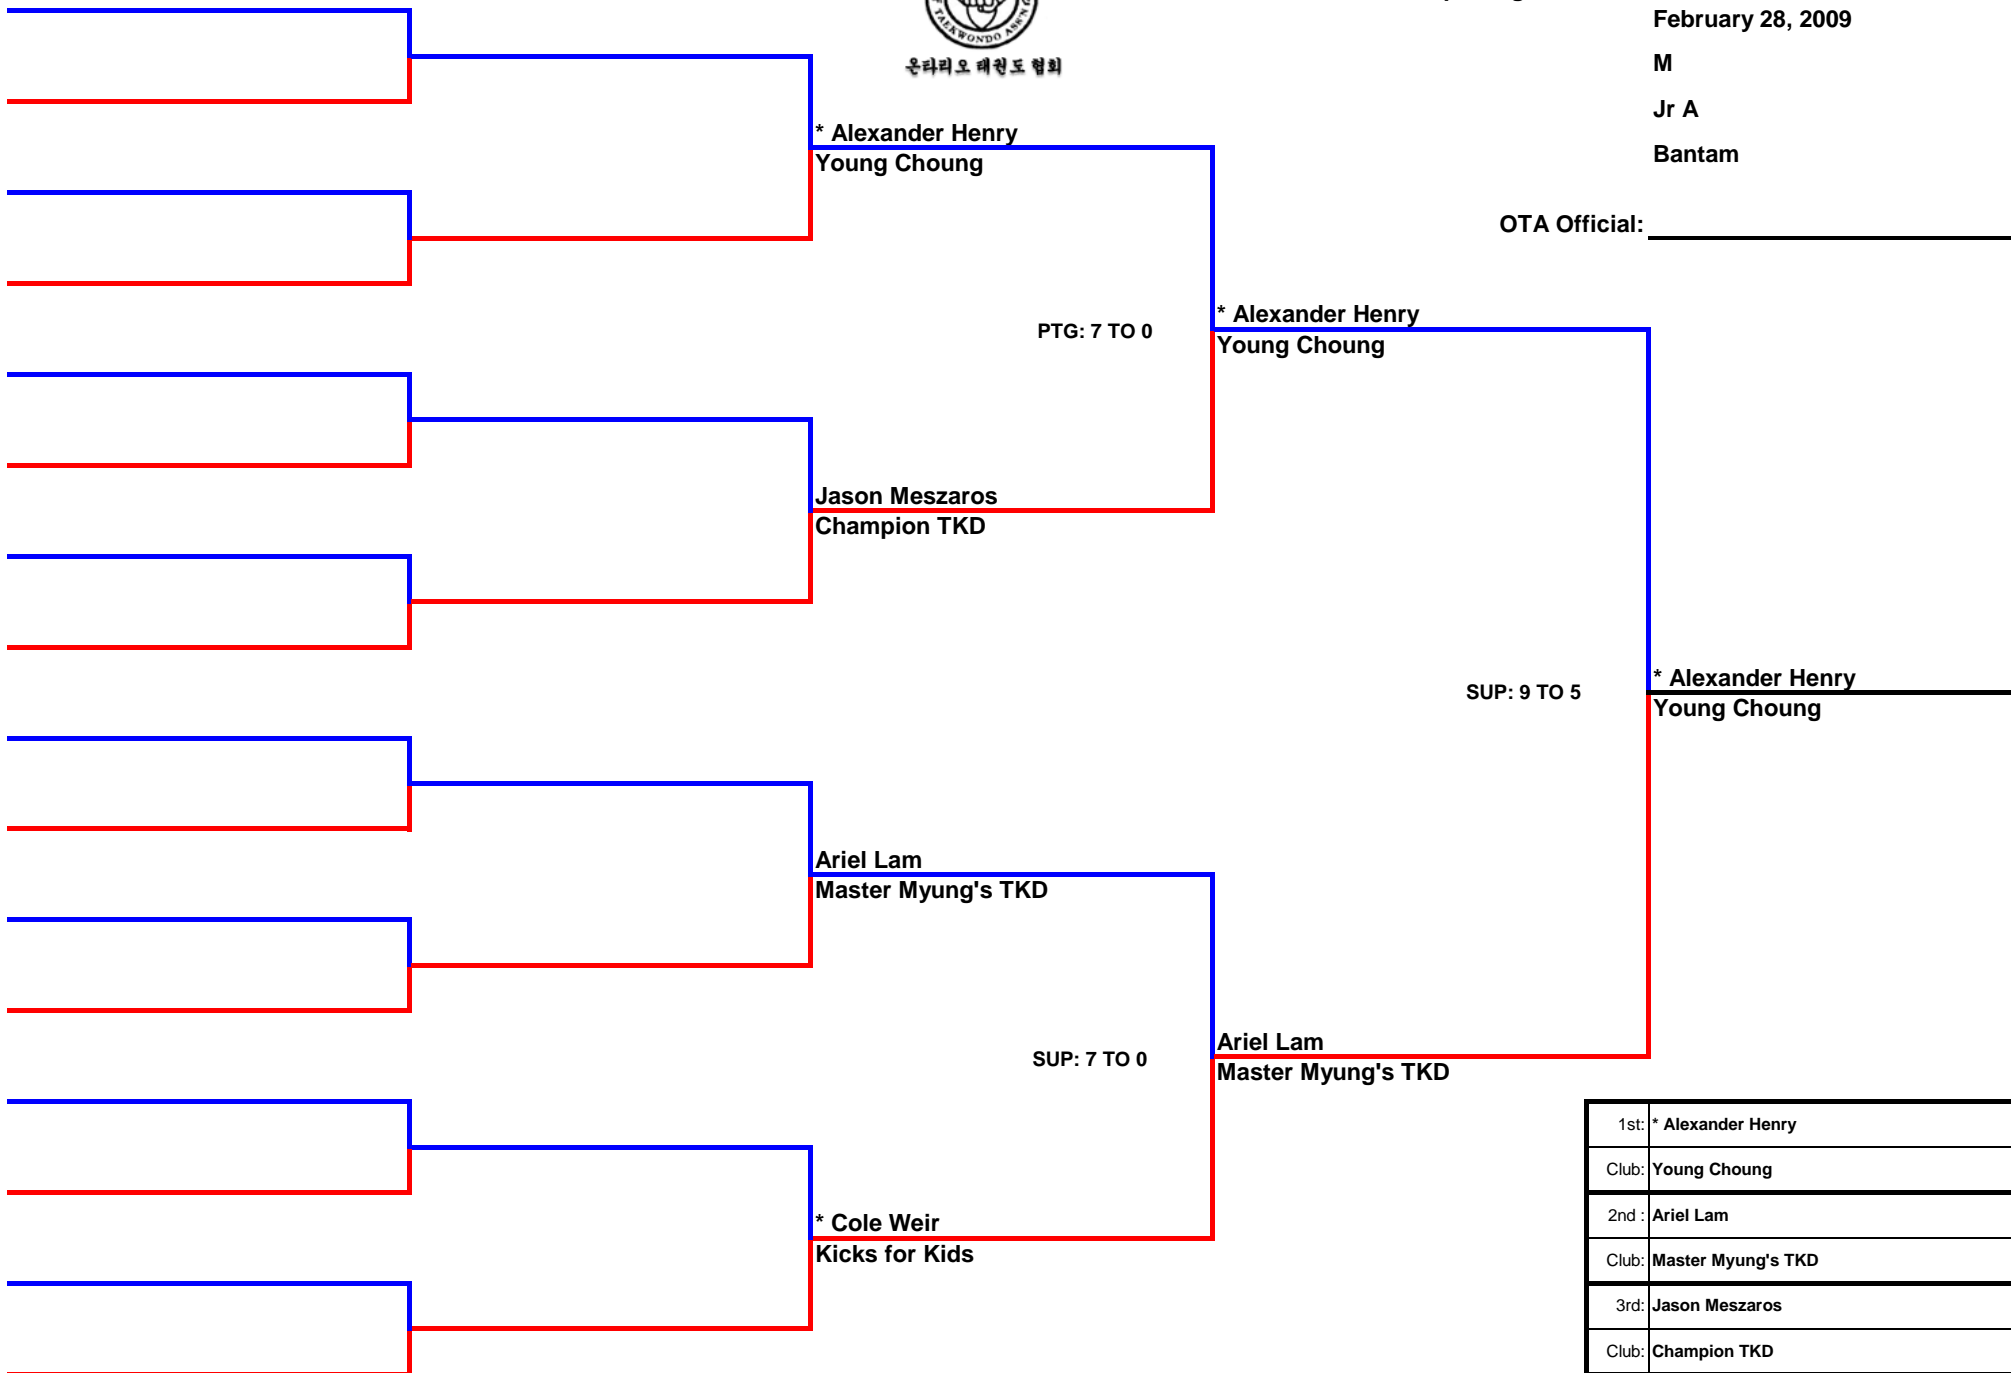 TAEKWONDO ASS'N
온타리오 태권도 협회
February 28, 2009
M
Jr A
Bantam
OTA Official:
* Alexander Henry
Young Choung
PTG: 7 TO 0
* Alexander Henry
Young Choung
Jason Meszaros
Champion TKD
SUP: 9 TO 5
* Alexander Henry
Young Choung
Ariel Lam
Master Myung's TKD
SUP: 7 TO 0
Ariel Lam
Master Myung's TKD
* Cole Weir
Kicks for Kids
1st: * Alexander Henry
Club: Young Choung
2nd : Ariel Lam
Club: Master Myung's TKD
3rd: Jason Meszaros
Club: Champion TKD